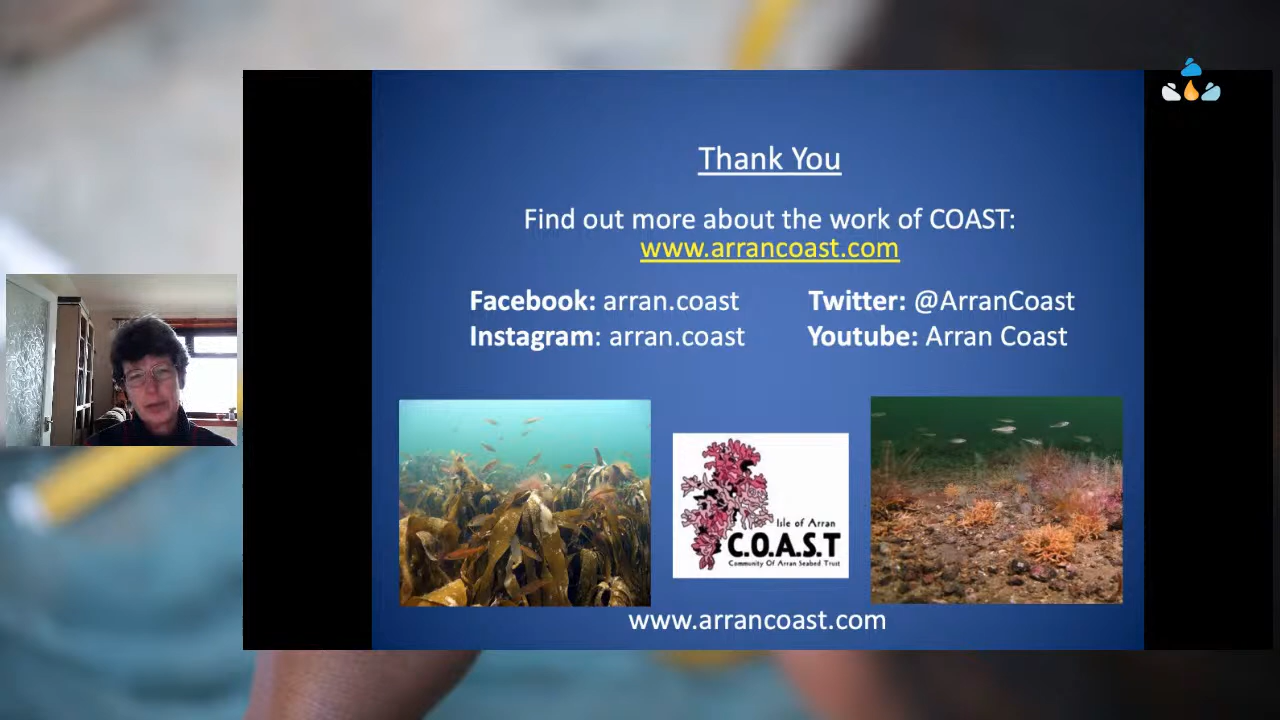 Thank You
Find out more about the work of COAST:
www.arrancoast.com
Facebook: arran.coast
Twitter: @ArranCoast
Instagram: arran.coast
Youtube: Arran Coast
Isle of Arran
C.O.A.S.T
Community Of Arran Seabed Trust
www.arrancoast.com